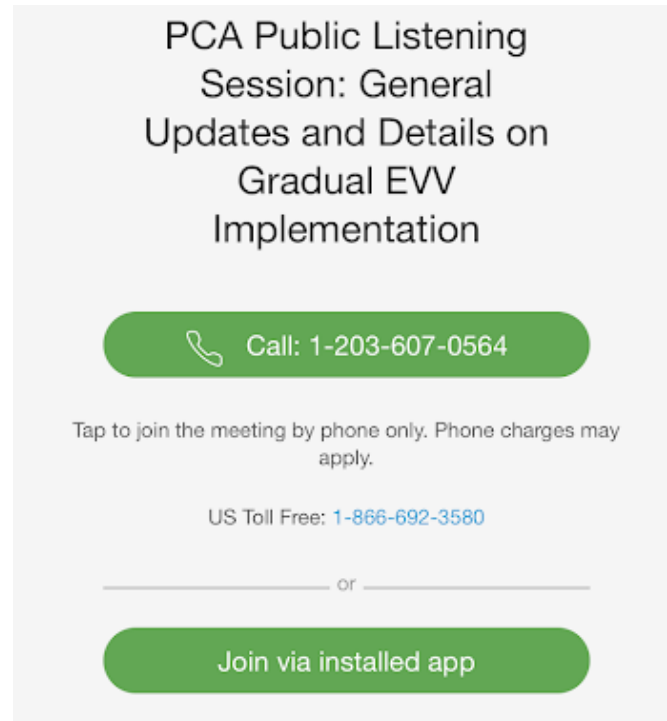 PCA Public Listening
Session: General
Updates and Details on
Gradual EVV
Implementation
Call: 1-203-607-0564
Tap to join the meeting by phone only. Phone charges may
apply.
US Toll Free: 1-866-692-3580
or
Join via installed app